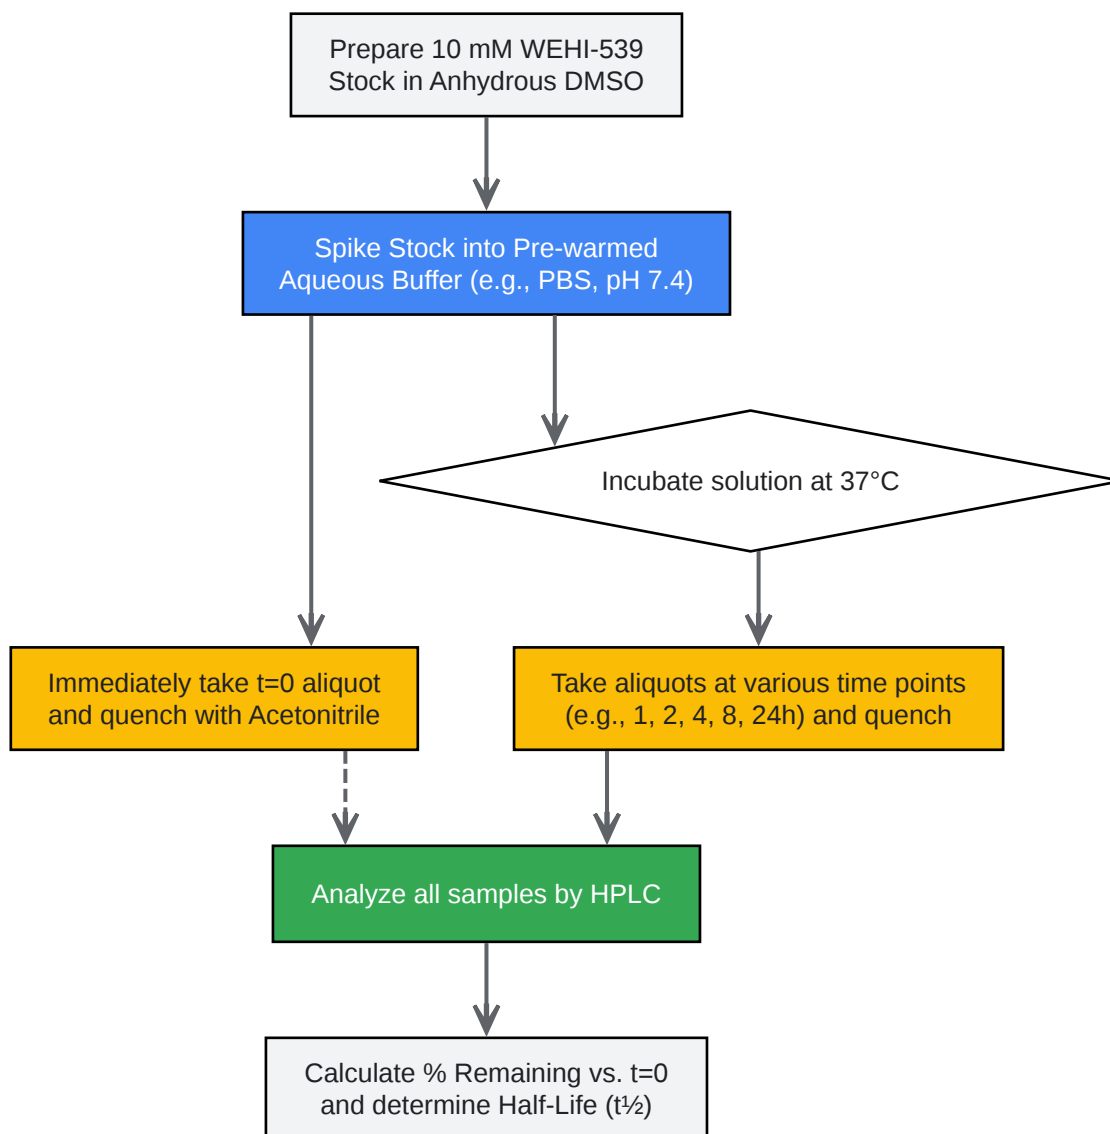 Prepare 10 mM WEHI-539
Stock in Anhydrous DMSO
Spike Stock into Pre-warmed
Aqueous Buffer (e.g., PBS, pH 7.4)
Incubate solution at 37°C
Immediately take t=0 aliquot
and quench with Acetonitrile
Take aliquots at various time points
(e.g., 1, 2, 4, 8, 24h) and quench
Analyze all samples by HPLC
Calculate % Remaining vs. t=0
and determine Half-Life (t½)